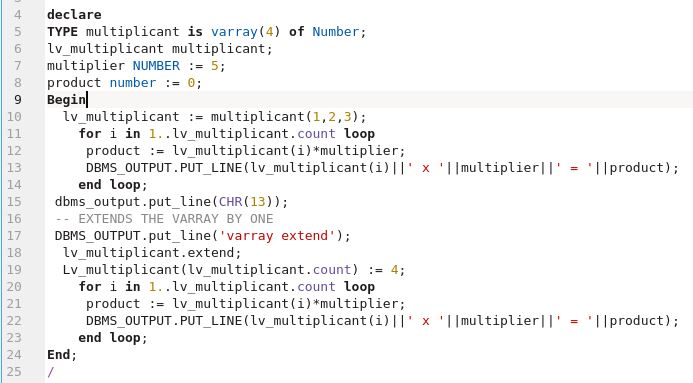 4 declare
5 TYPE multiplicant is varray(4) of Number;
6 lv_multiplicant multiplicant;
7 multiplier NUMBER := 5;
8 product number := 0;
9 Begin
10 lv_multiplicant := multiplicant(1,2,3);
11 for i in 1..lv_multiplicant.count loop
12 product := lv_multiplicant(i)*multiplier;
13 DBMS_OUTPUT.PUT_LINE(lv_multiplicant(i)||' x '||multiplier||' = '||product);
14 end loop;
15 dbms_output.put_line(CHR(13));
16 -- EXTENDS THE VARRAY BY ONE
17 DBMS_OUTPUT.put_line('varray extend');
18 lv_multiplicant.extend;
19 Lv_multiplicant(lv_multiplicant.count) := 4;
20 for i in 1..lv_multiplicant.count loop
21 product := lv_multiplicant(i)*multiplier;
22 DBMS_OUTPUT.PUT_LINE(lv_multiplicant(i)||' x '||multiplier||' = '||product);
23 end loop;
24 End;
25 /